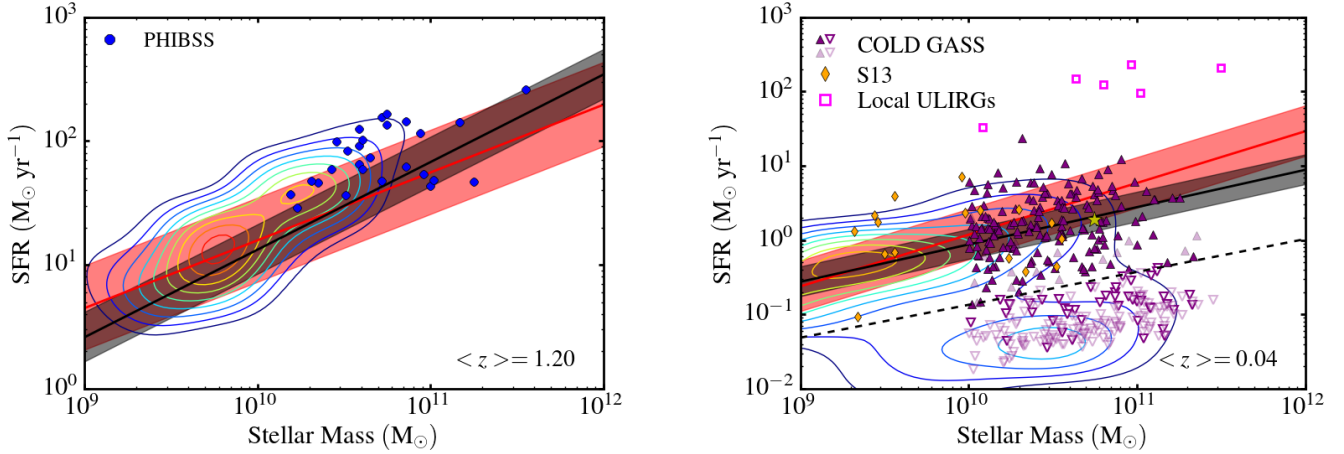 PHIBSS
10³
10²
10¹
10⁰
SFR (M⊙ yr⁻¹)
< z >= 1.20
10⁹
10¹⁰
10¹¹
10¹²
Stellar Mass (M⊙)
COLD GASS
S13
Local ULIRGs
10³
10²
10¹
10⁰
10⁻¹
10⁻²
SFR (M⊙ yr⁻¹)
< z >= 0.04
10⁹
10¹⁰
10¹¹
10¹²
Stellar Mass (M⊙)